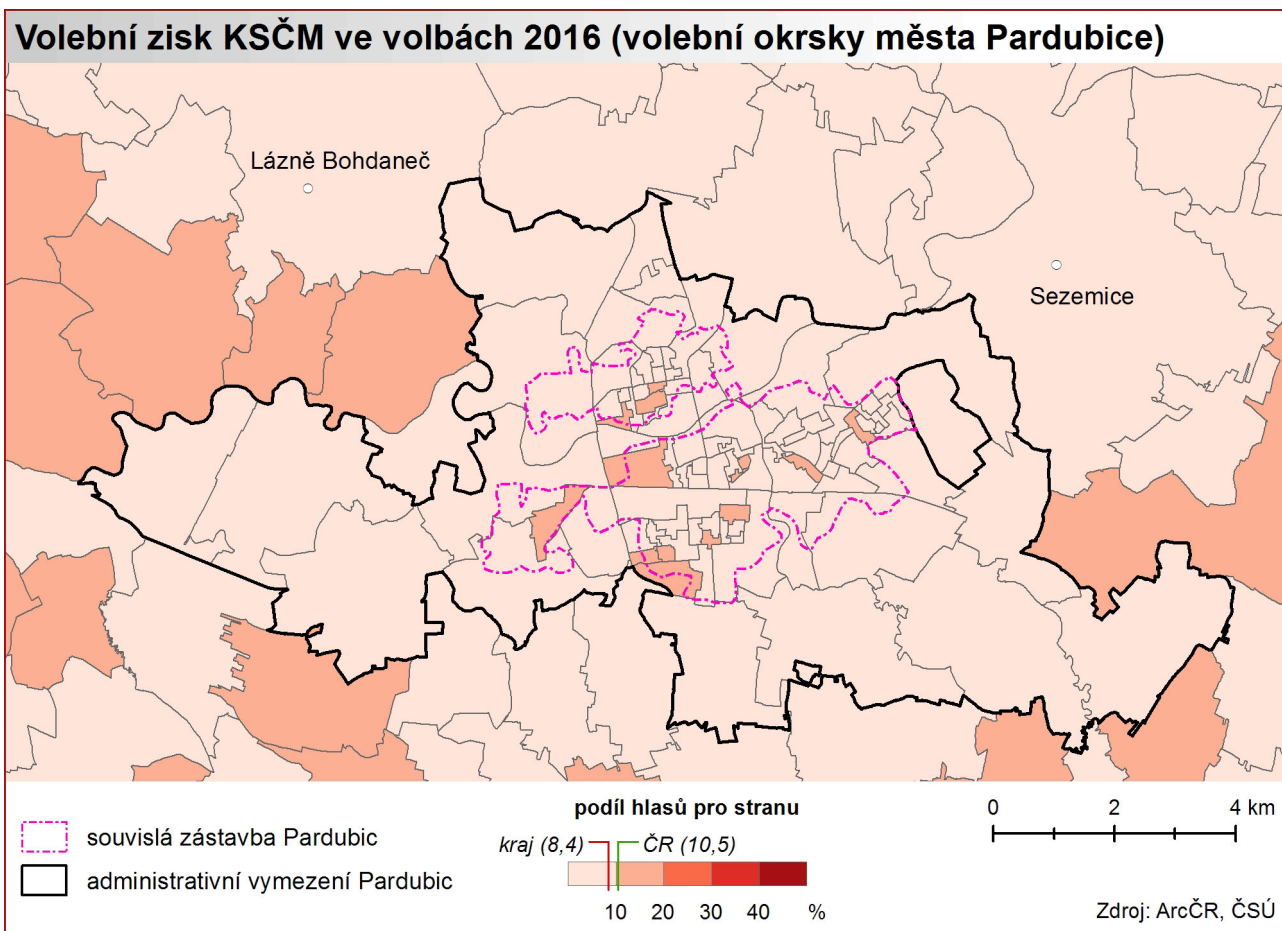 Volební zisk KSČM ve volbách 2016 (volební okrsky města Pardubice)
Lázně Bohdaneč
Sezemice
souvislá zástavba Pardubic
administrativní vymezení Pardubic
podíl hlasů pro stranu
kraj (8,4) ČR (10,5)
10 20 30 40 %
0 2 4 km
Zdroj: ArcČR, ČSÚ